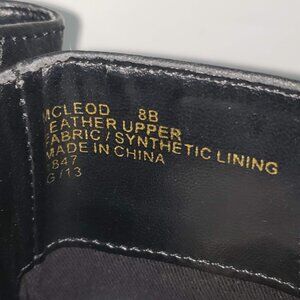 MCLEOD 8B
LEATHER UPPER
FABRIC / SYNTHETIC LINING
MADE IN CHINA
847
G /13